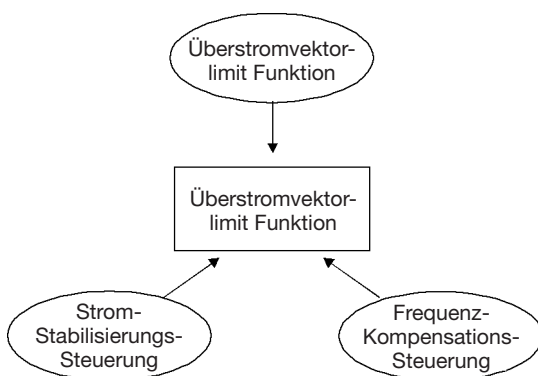 Überstromvektor-
limit Funktion
Überstromvektor-
limit Funktion
Strom-
Stabilisierungs-
Steuerung
Frequenz-
Kompensations-
Steuerung